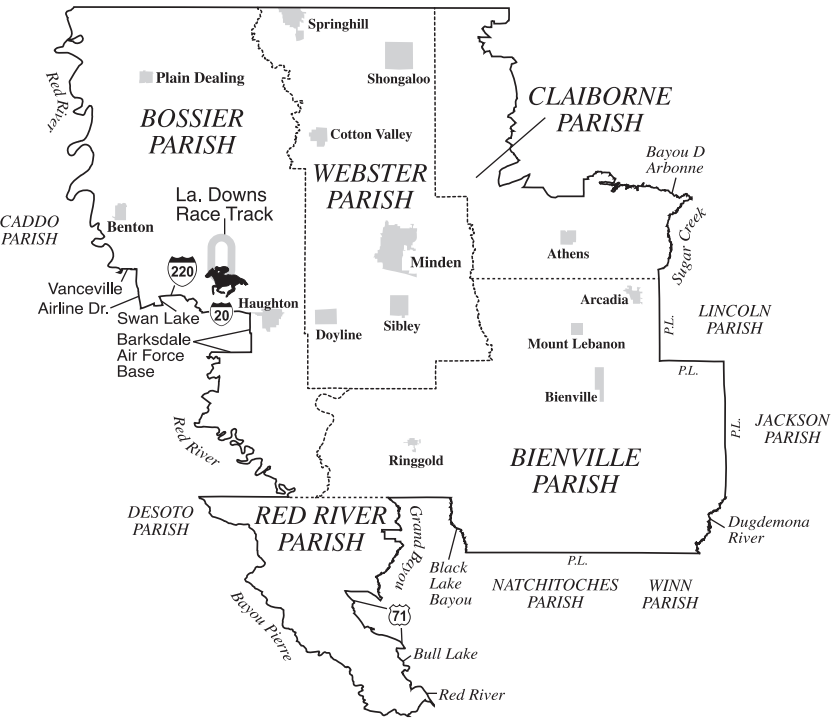 Springhill
Shongaloo
Plain Dealing
Red River
BOSSIER
PARISH
CLAIBORNE
PARISH
Cotton Valley
WEBSTER
PARISH
Bayou D
Arbonne
La. Downs
Race Track
CADDO
PARISH
Benton
Sugar Creek
Athens
Minden
220
Vanceville
Airline Dr.
Swan Lake
20
Haughton
Barksdale
Air Force
Base
Doyline
Sibley
Arcadia
Mount Lebanon
P.L.
LINCOLN
PARISH
P.L.
Bienville
P.L.
JACKSON
PARISH
Red River
Ringgold
BIENVILLE
PARISH
DESOTO
PARISH
RED RIVER
PARISH
Grand Bayou
Dugdemona
River
Black
Lake
Bayou
P.L.
NATCHITOCHES
PARISH
WINN
PARISH
Bayou Pierre
71
Bull Lake
Red River